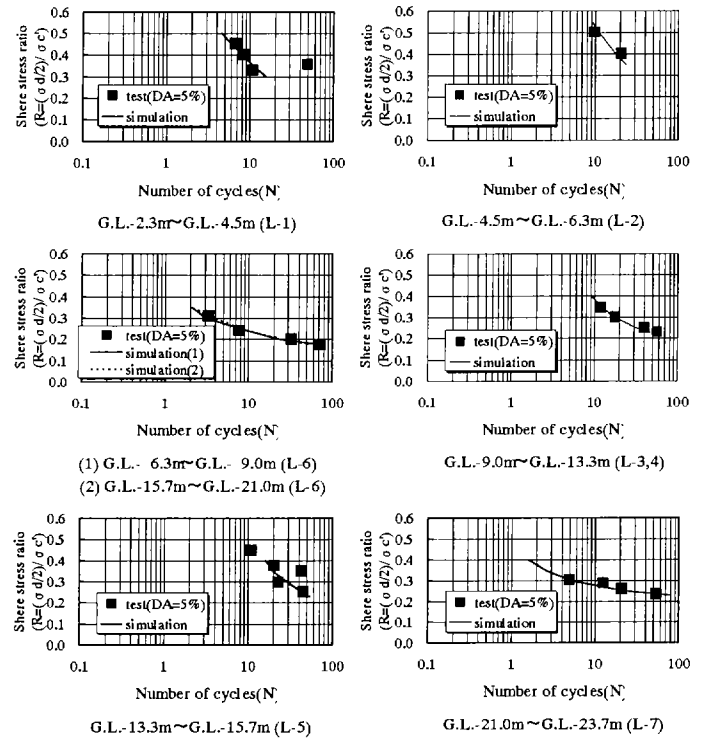 Shere stress ratio
(R=(σd/2)/σc')
0.6
0.5
0.4
0.3
0.2
0.1
0.0
test(DA=5%)
simulation
0.1 1 10 100
Number of cycles(N)
G.L.-2.3m~G.L.-4.5m (L-1)
Shere stress ratio
(R=(σd/2)/σc')
0.6
0.5
0.4
0.3
0.2
0.1
0.0
test(DA=5%)
simulation
0.1 1 10 100
Number of cycles(N)
G.L.-4.5m~G.L.-6.3m (L-2)
Shere stress ratio
(R=(σd/2)/σc')
0.6
0.5
0.4
0.3
0.2
0.1
0.0
test(DA=5%)
simulation(1)
simulation(2)
0.1 1 10 100
Number of cycles(N)
(1) G.L.- 6.3m~G.L.- 9.0m (L-6)
(2) G.L.-15.7m~G.L.-21.0m (L-6)
Shere stress ratio
(R=(σd/2)/σc')
0.6
0.5
0.4
0.3
0.2
0.1
0.0
test(DA=5%)
simulation
0.1 1 10 100
Number of cycles(N)
G.L.-9.0m~G.L.-13.3m (L-3,4)
Shere stress ratio
(R=(σd/2)/σc')
0.6
0.5
0.4
0.3
0.2
0.1
0.0
test(DA=5%)
simulation
0.1 1 10 100
Number of cycles(N)
G.L.-13.3m~G.L.-15.7m (L-5)
Shere stress ratio
(R=(σd/2)/σc')
0.6
0.5
0.4
0.3
0.2
0.1
0.0
test(DA=5%)
simulation
0.1 1 10 100
Number of cycles(N)
G.L.-21.0m~G.L.-23.7m (L-7)